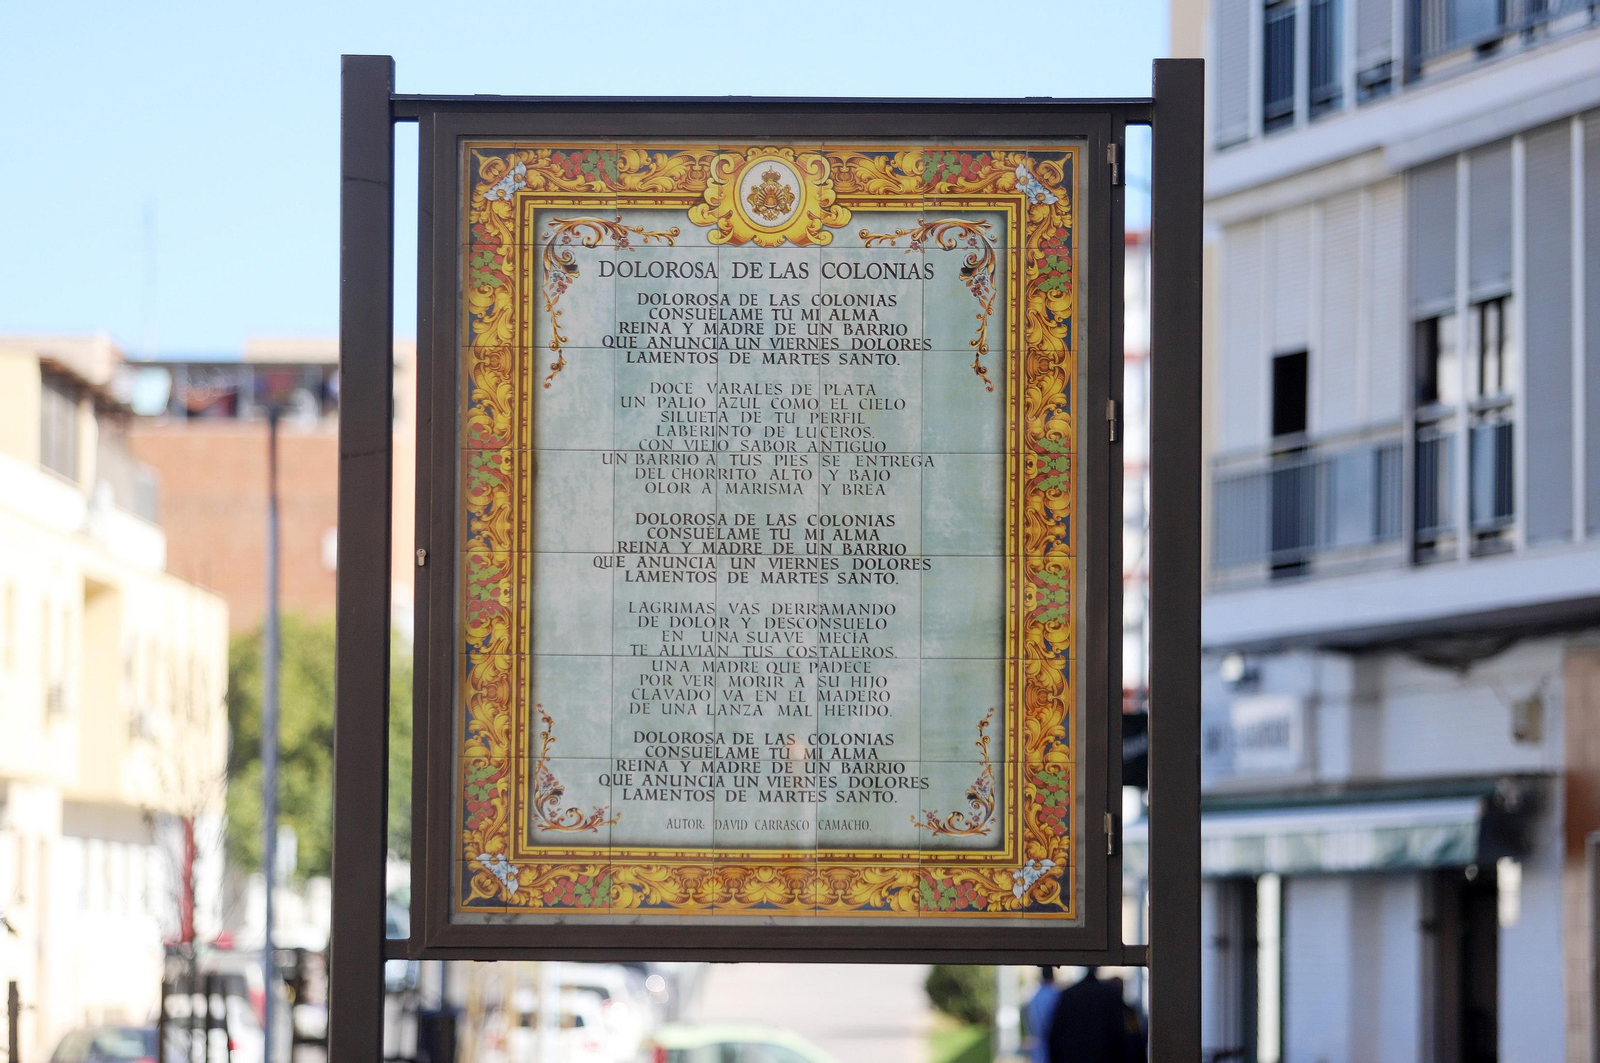 DOLOROSA DE LAS COLONIAS
DOLOROSA DE LAS COLONIAS
CONSUÉLAME TÚ MI ALMA
REINA Y MADRE DE UN BARRIO
QUE ANUNCIA UN VIERNES DOLORES
LAMENTOS DE MARTES SANTO.
DOCE VARALES DE PLATA
UN PALIO AZUL COMO EL CIELO
SILUETA DE TU PERFIL
LABERINTO DE LUCEROS.
CON VIEJO SABOR ANTIGUO
UN BARRIO A TUS PIES SE ENTREGA
DEL CHORRITO ALTO Y BAJO
OLOR A MARISMA Y BREA
DOLOROSA DE LAS COLONIAS
CONSUÉLAME TÚ MI ALMA
REINA Y MADRE DE UN BARRIO
QUE ANUNCIA UN VIERNES DOLORES
LAMENTOS DE MARTES SANTO.
LAGRIMAS VAS DERRAMANDO
DE DOLOR Y DESCONSUELO
EN UNA SUAVE MECIA
TE ALIVIAN TUS COSTALEROS.
UNA MADRE QUE PADECE
POR VER MORIR A SU HIJO
CLAVADO VA EN EL MADERO
DE UNA LANZA MAL HERIDO.
DOLOROSA DE LAS COLONIAS
CONSUÉLAME TÚ MI ALMA
REINA Y MADRE DE UN BARRIO
QUE ANUNCIA UN VIERNES DOLORES
LAMENTOS DE MARTES SANTO.
AUTOR: DAVID CARRASCO CAMACHO.